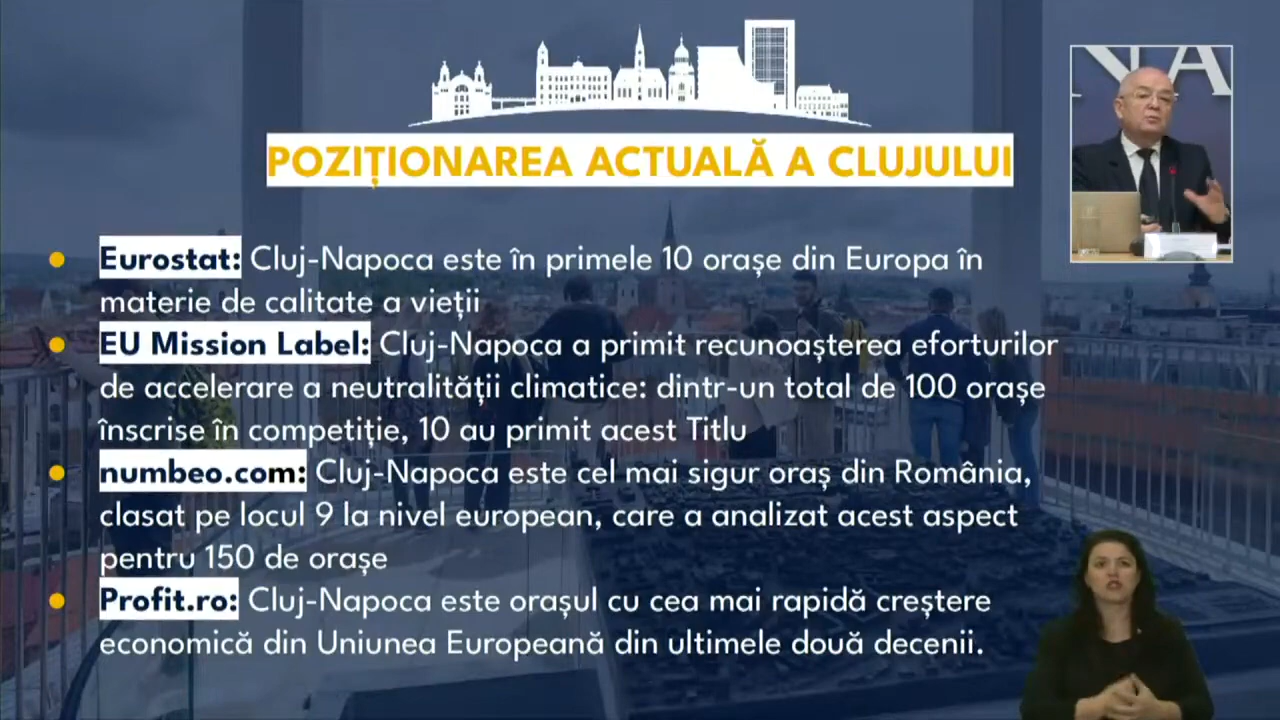 POZIȚIONAREA ACTUALĂ A CLUJULUI
NA
Eurostat: Cluj-Napoca este în primele 10 orașe din Europa în
materie de calitate a vieții
EU Mission Label: Cluj-Napoca a primit recunoașterea eforturilor
de accelerare a neutralității climatice: dintr-un total de 100 orașe
înscrise în competiție, 10 au primit acest Titlu
numbeo.com: Cluj-Napoca este cel mai sigur oraș din România,
clasat pe locul 9 la nivel european, care a analizat acest aspect
pentru 150 de orașe
Profit.ro: Cluj-Napoca este orașul cu cea mai rapidă creștere
economică din Uniunea Europeană din ultimele două decenii.